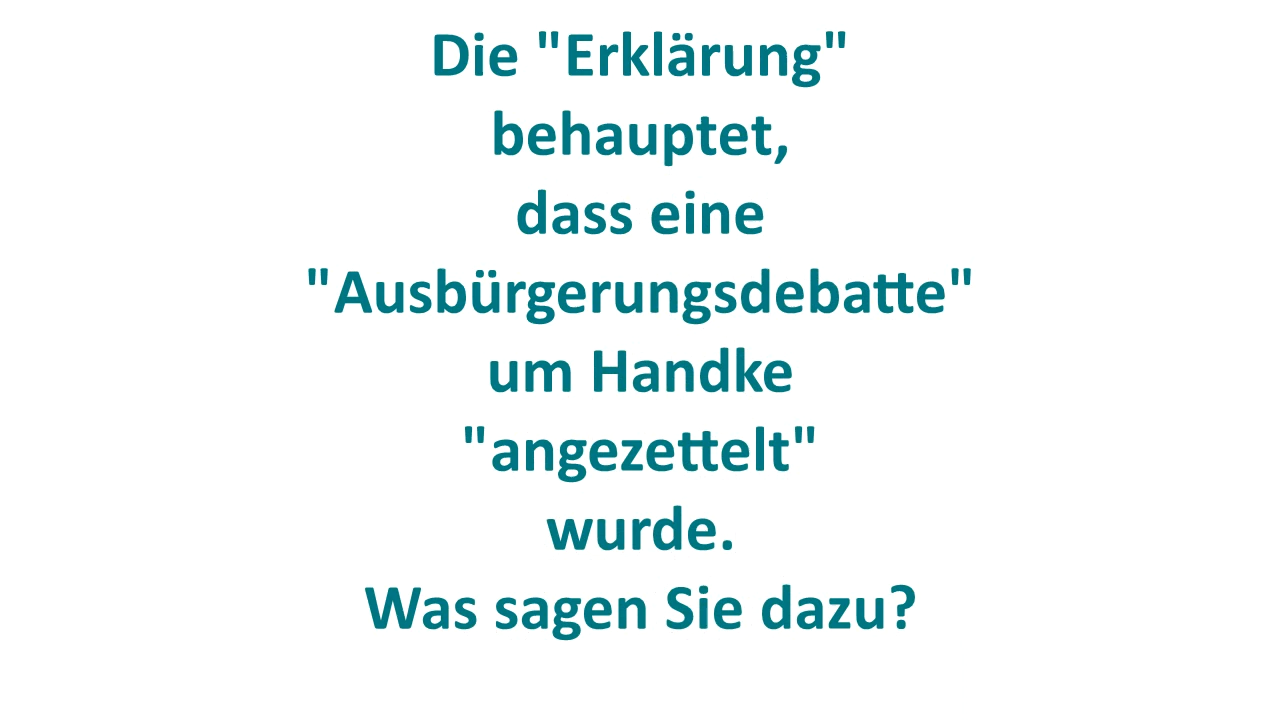 Die "Erklärung"
behauptet,
dass eine
"Ausbürgerungsdebatte"
um Handke
"angezettelt"
wurde.
Was sagen Sie dazu?